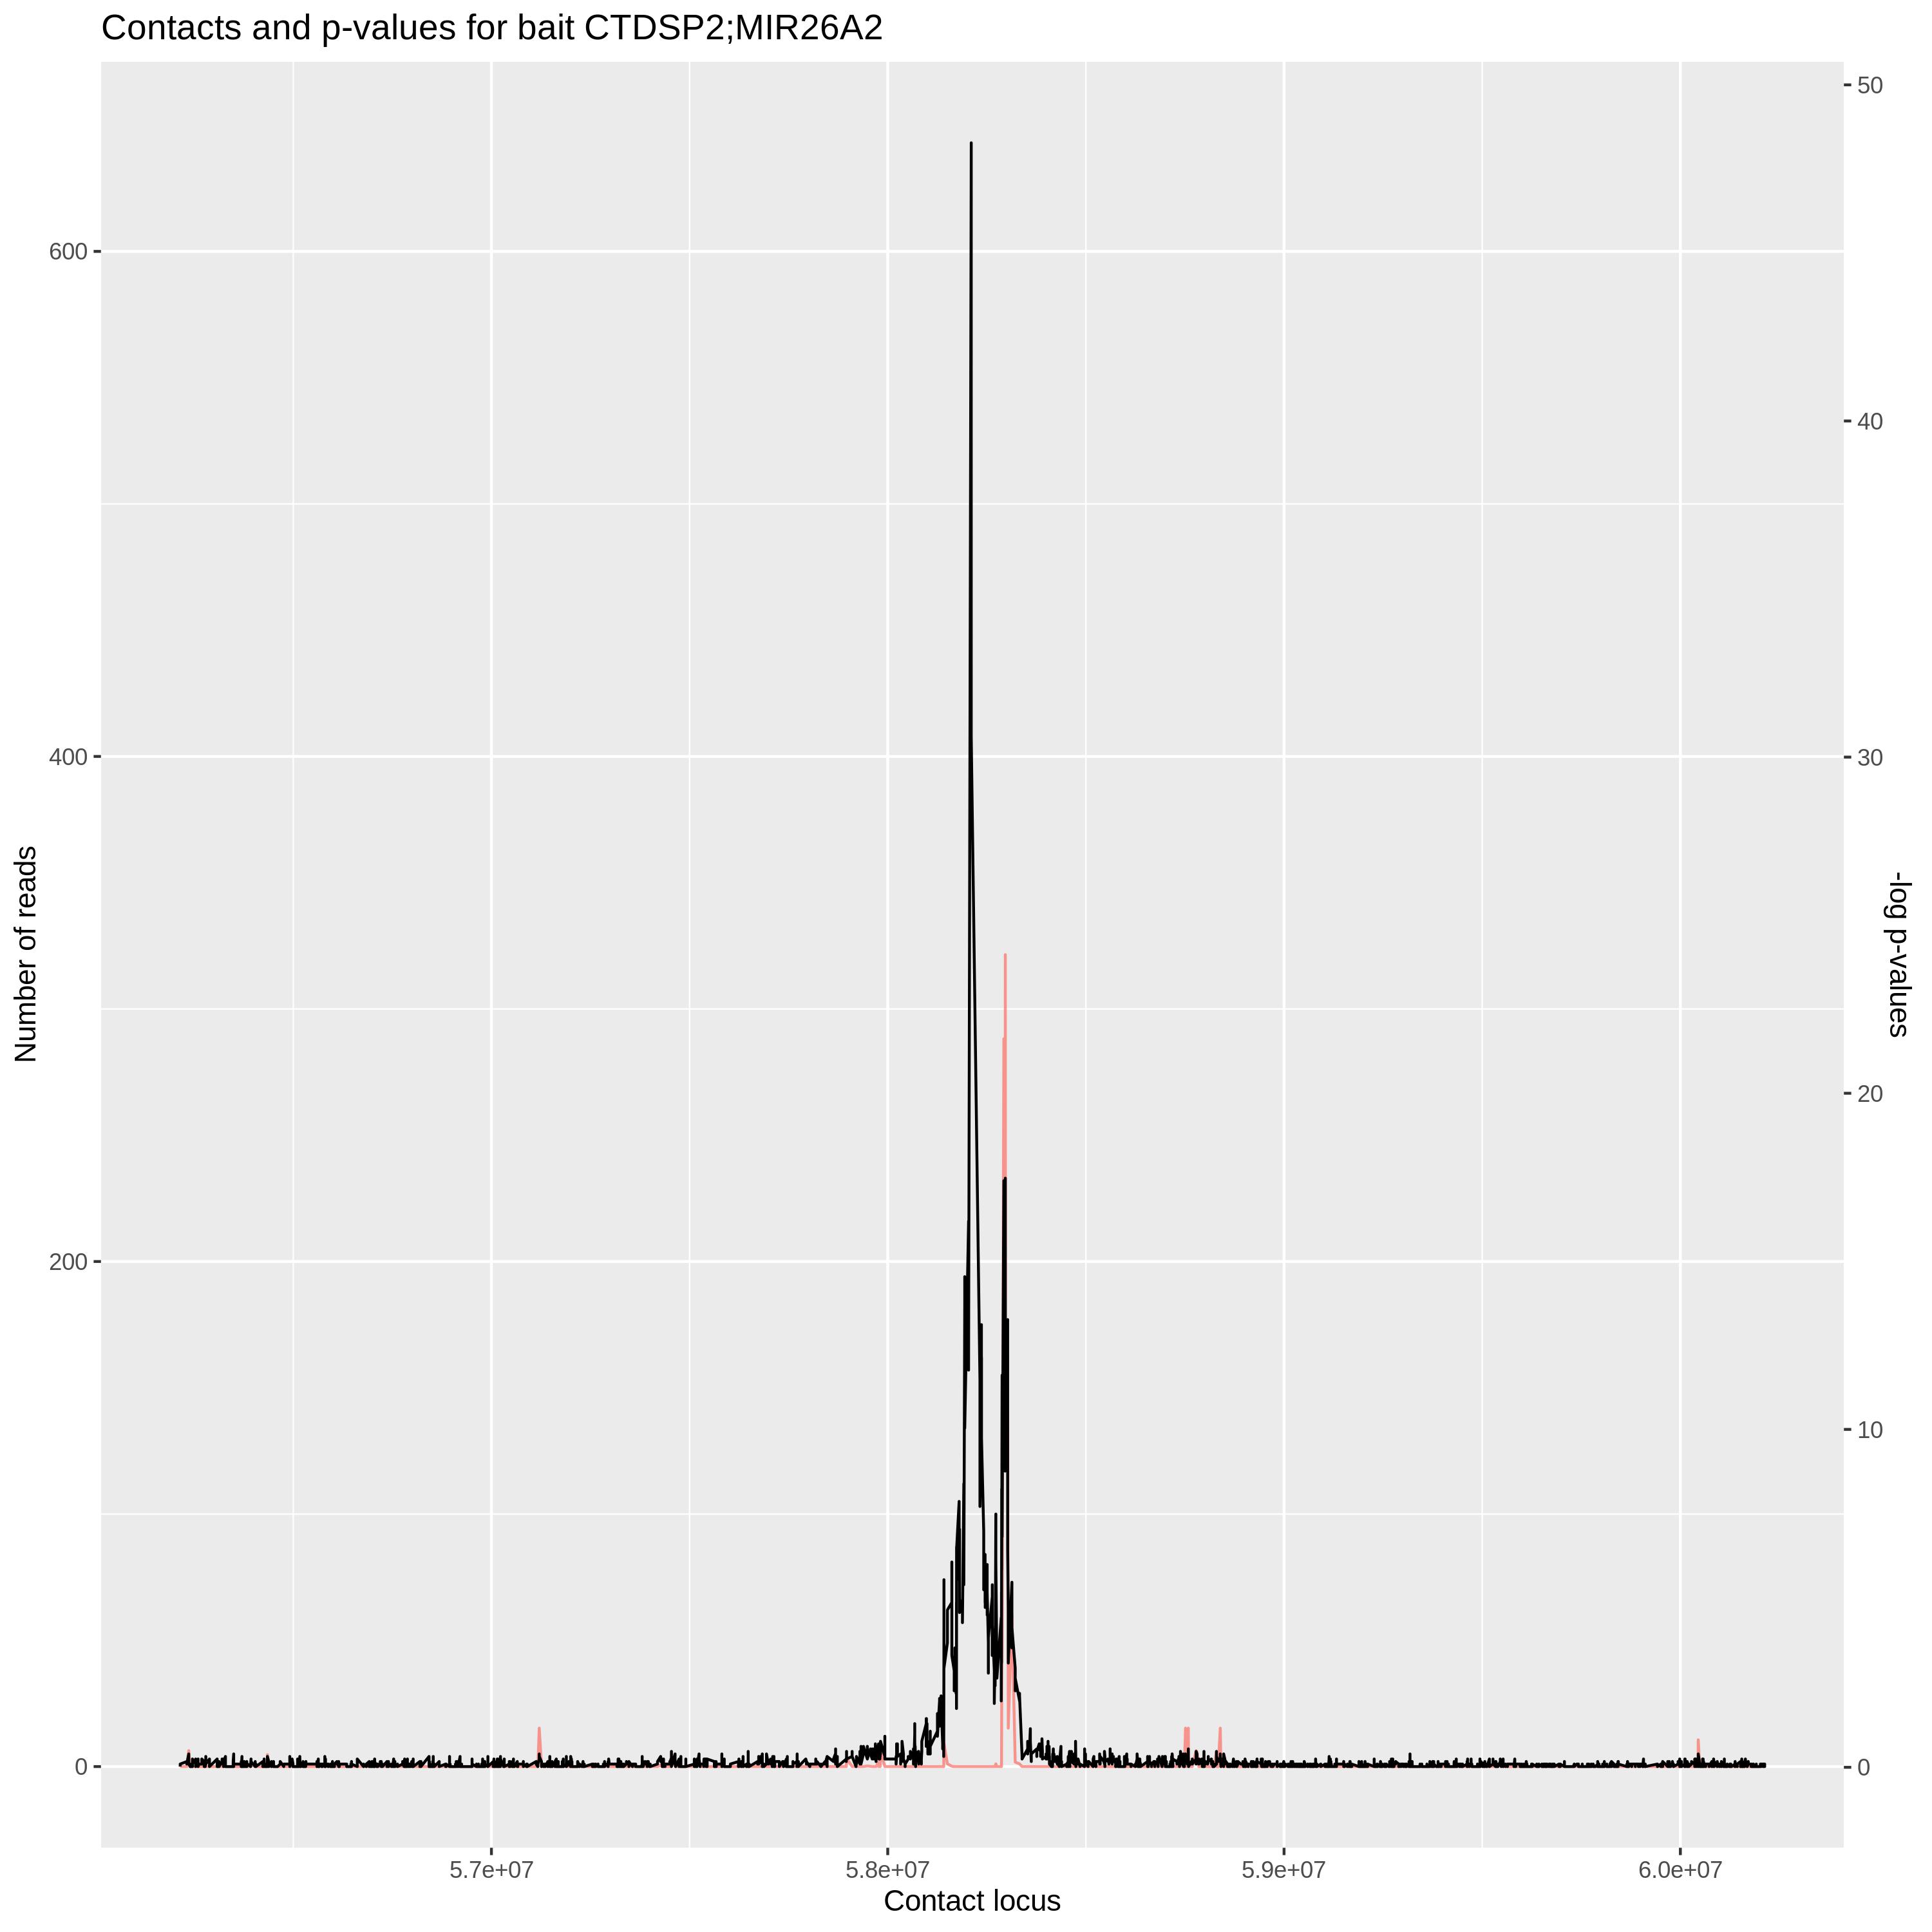 Contacts and p-values for bait CTDSP2;MIR26A2
Number of reads
600
400
200
0
50
40
30
20
10
0
-log p-values
5.7e+07
5.8e+07
5.9e+07
6.0e+07
Contact locus